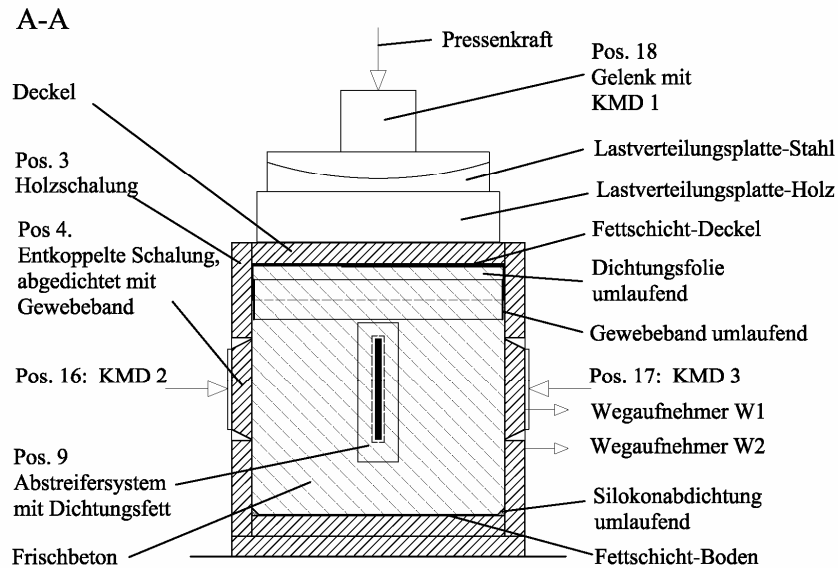 A-A
Pressenkraft
Pos. 18
Gelenk mit
KMD 1
Deckel
Lastverteilungsplatte-Stahl
Pos. 3
Holzschalung
Lastverteilungsplatte-Holz
Pos 4.
Entkoppelte Schalung,
abgedichtet mit
Gewebeband
Fettschicht-Deckel
Dichtungsfolie
umlaufend
Gewebeband umlaufend
Pos. 16: KMD 2
Pos. 17: KMD 3
Wegaufnehmer W1
Wegaufnehmer W2
Pos. 9
Abstreifersystem
mit Dichtungsfett
Silokonabdichtung
umlaufend
Frischbeton
Fettschicht-Boden